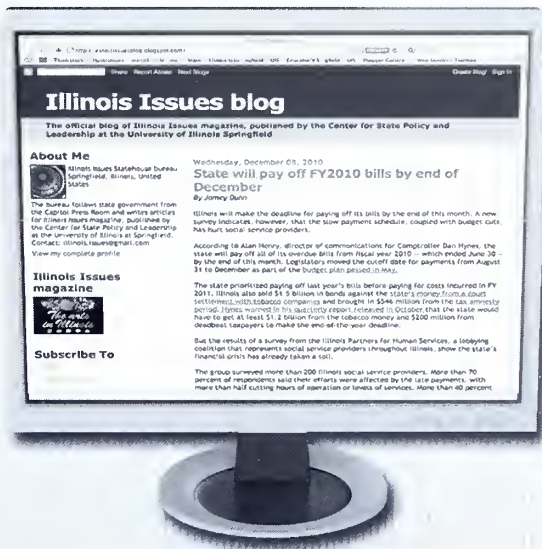 Share Report Abuse Next Blog»
Create Blog Sign In
Illinois Issues blog
The official blog of Illinois Issues magazine, published by the Center for State Policy and
Leadership at the University of Illinois Springfield
About Me
Illinois Issues Statehouse bureau
Springfield, Illinois, United
States
The bureau follows state government from
the Capitol Press Room and writes articles
for Illinois Issues magazine, published by
the Center for State Policy and Leadership
at the University of Illinois at Springfield.
Contact: illinois.issues@gmail.com
View my complete profile
Illinois Issues
magazine
The arts
in Illinois
Subscribe To
Wednesday, December 08, 2010
State will pay off FY2010 bills by end of
December
By Jamey Dunn
Illinois will make the deadline for paying off its bills by the end of this month. A new
survey indicates, however, that the slow payment schedule, coupled with budget cuts,
has hurt social service providers.
According to Alan Henry, director of communications for Comptroller Dan Hynes, the
state will pay off all of its overdue bills from fiscal year 2010 -- which ended June 30 --
by the end of this month. Legislators moved the cutoff date for payments from August
31 to December as part of the budget plan passed in May.
The state prioritized paying off last year's bills before paying for costs incurred in FY
2011. Illinois also sold $1.5 billion in bonds against the state's money from a court
settlement with tobacco companies and brought in $546 million from the tax amnesty
period. Hynes warned in his quarterly report released in October that the state would
have to get at least $1.2 billion from the tobacco money and $200 million from
deadbeat taxpayers to make the end-of-the-year deadline.
But the results of a survey from the Illinois Partners for Human Services, a lobbying
coalition that represents social service providers throughout Illinois, show the state's
financial crisis has already taken a toll.
The group surveyed more than 200 Illinois social service providers. More than 70
percent of respondents said their efforts were affected by the late payments, with
more than half cutting hours of operation or levels of services. More than 40 percent